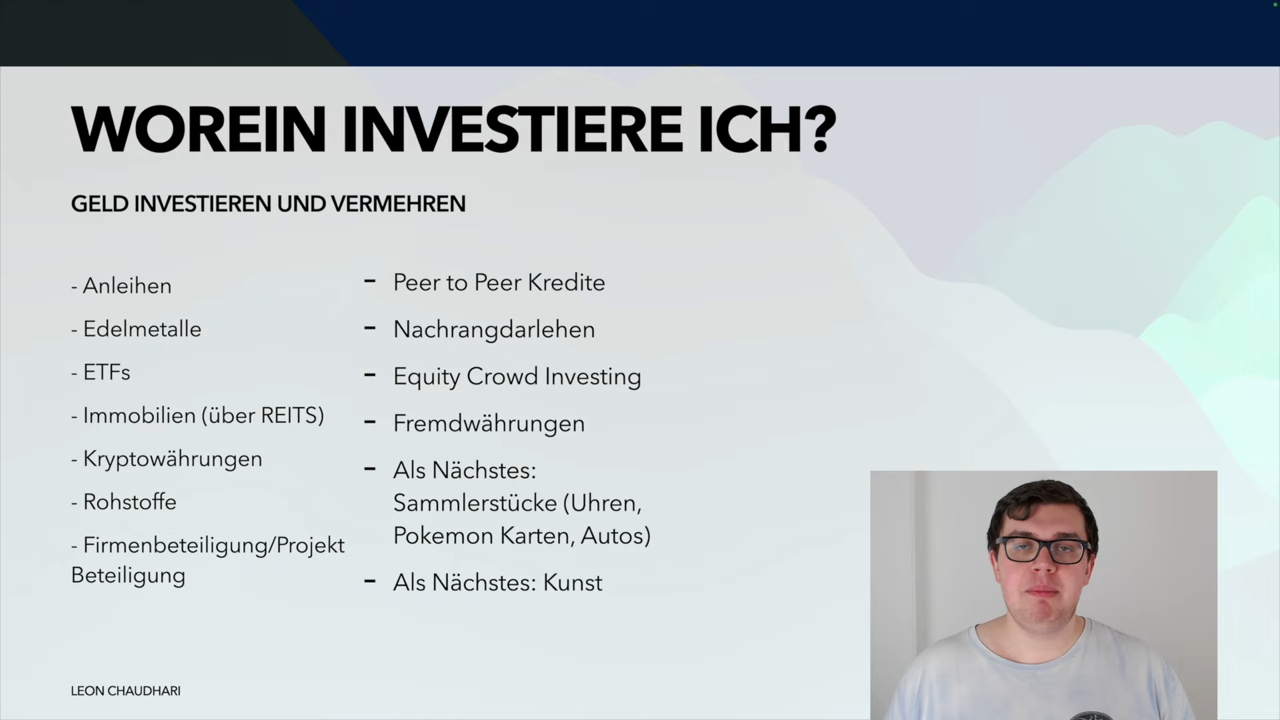 WOREIN INVESTIERE ICH?
GELD INVESTIEREN UND VERMEHREN
- Anleihen
- Edelmetalle
- ETFs
- Immobilien (über REITS)
- Kryptowährungen
- Rohstoffe
- Firmenbeteiligung/Projekt
Beteiligung
- Peer to Peer Kredite
- Nachrangdarlehen
- Equity Crowd Investing
- Fremdwährungen
- Als Nächstes:
Sammlerstücke (Uhren,
Pokemon Karten, Autos)
- Als Nächstes: Kunst
LEON CHAUDHARI